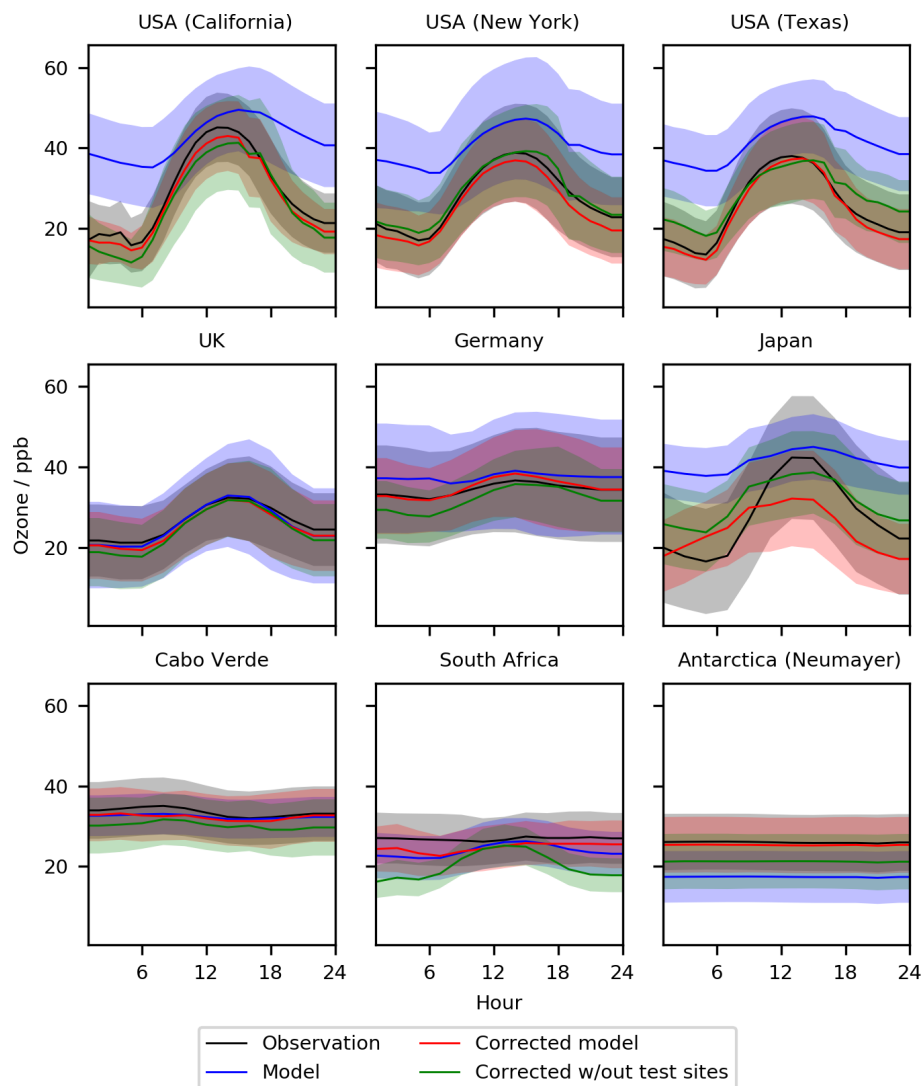 USA (California) USA (New York) USA (Texas)
60
40
20
UK Germany Japan
60
40
20
Ozone / ppb
Cabo Verde South Africa Antarctica (Neumayer)
60
40
20
6 12 18 24 6 12 18 24 6 12 18 24
Hour
Observation Corrected model
Model Corrected w/out test sites